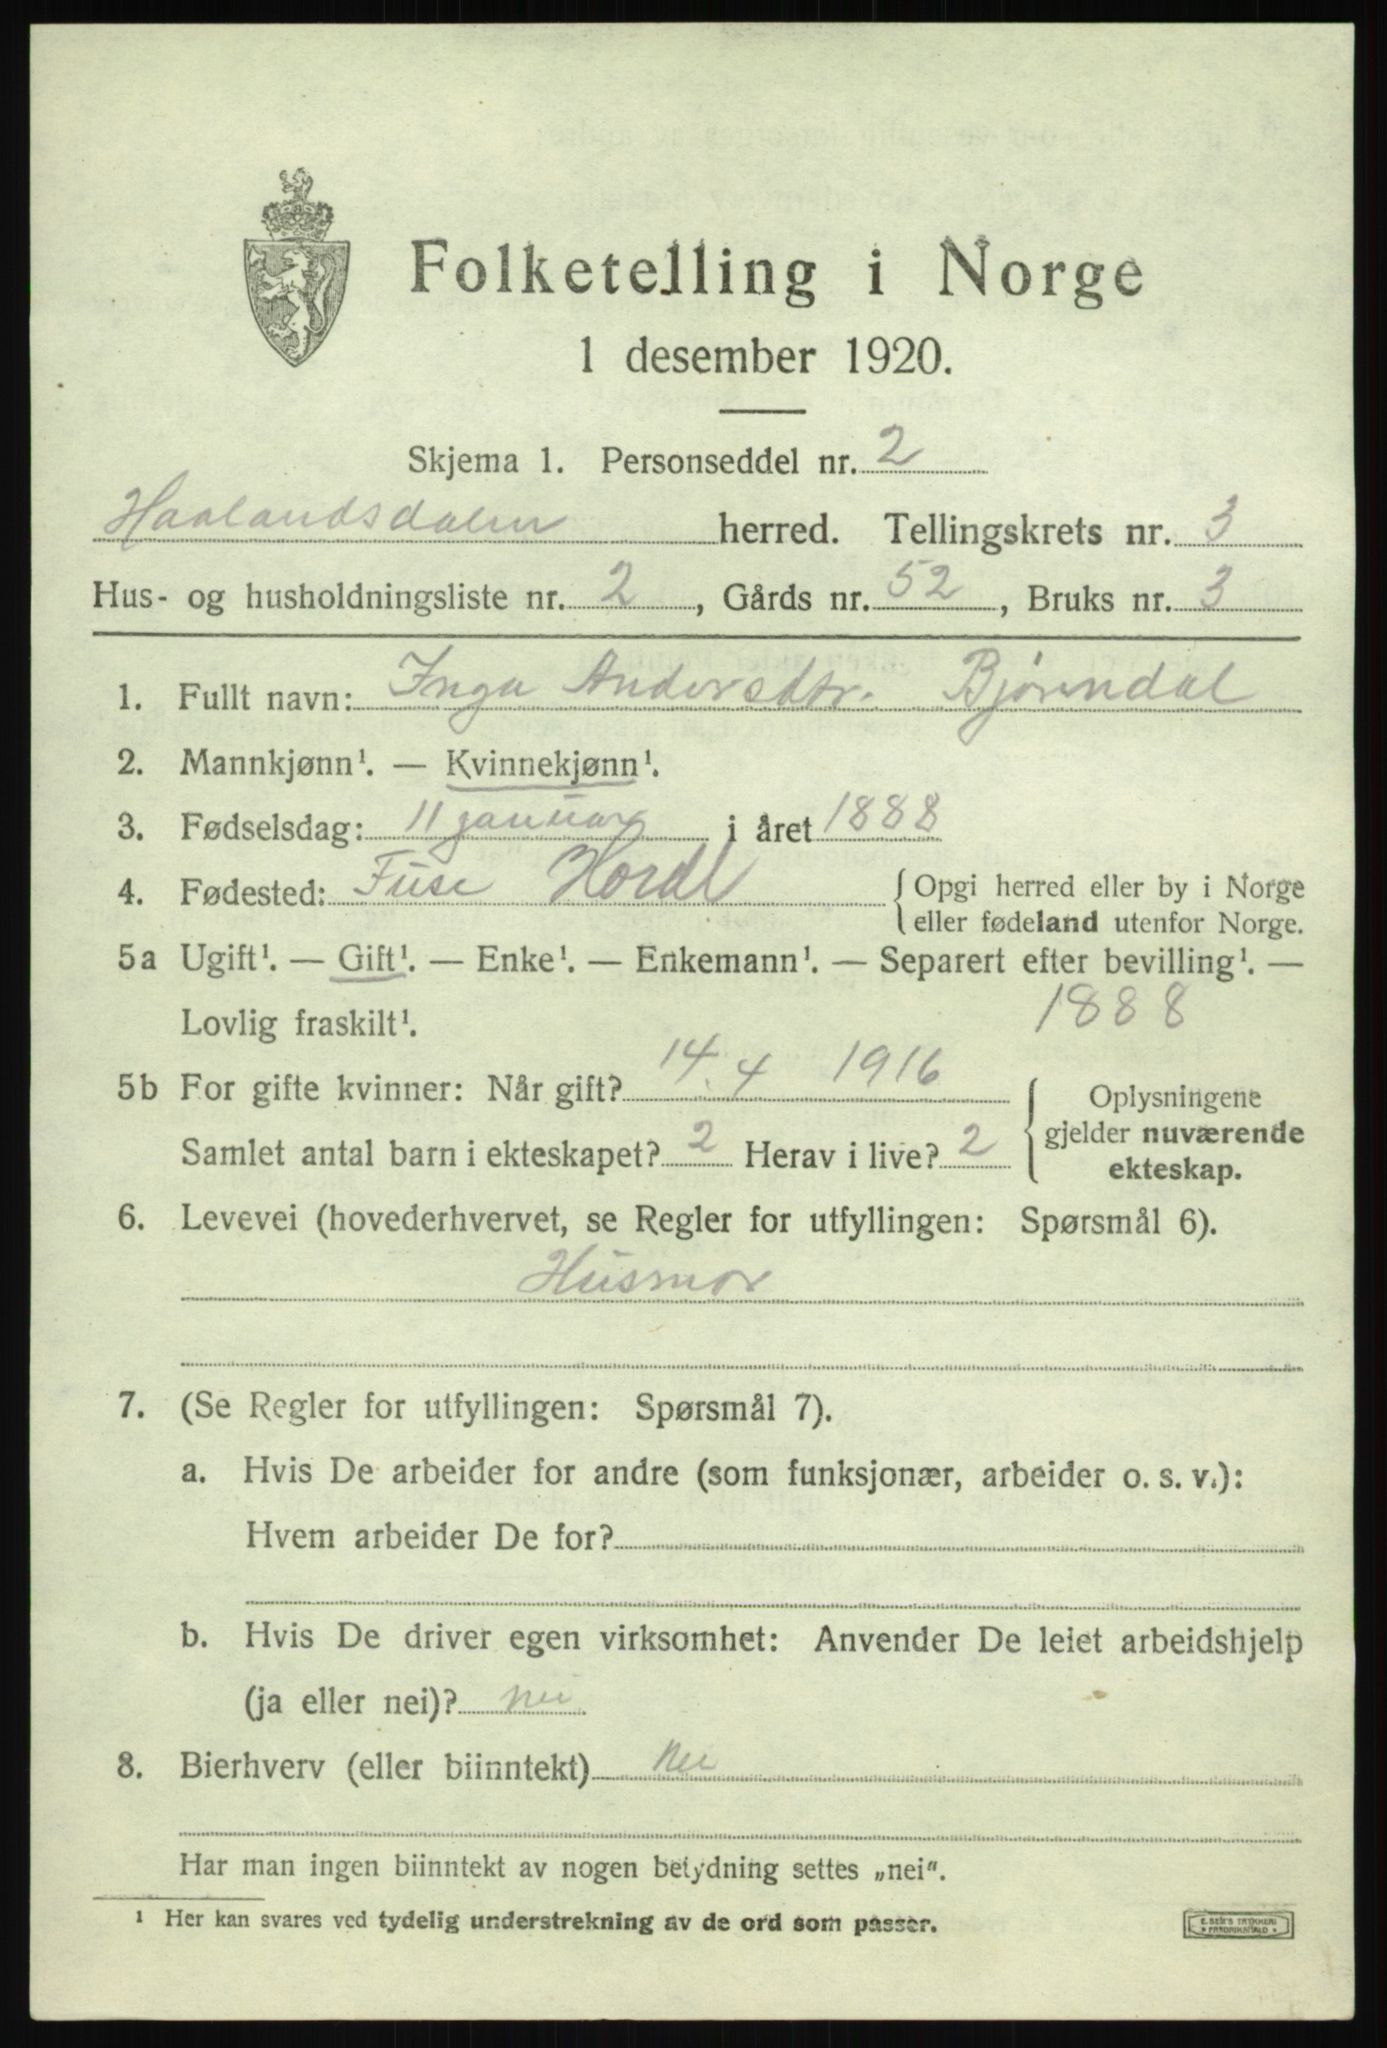 Folketelling i Norge
1 desember 1920.
Skjema 1. Personseddel nr. 2
Haalandsdalen herred. Tellingskrets nr. 3
Hus- og husholdningsliste nr. 2, Gårds nr. 52, Bruks nr. 3
1. Fullt navn: Inga Andersdtr. Bjørndal
2. Mannkjønn¹. — Kvinnekjønn¹.
3. Fødselsdag: 11 januar i året 1888
4. Fødested: Fuse Hordl {Opgi herred eller by i Norge
eller fødeland utenfor Norge.
5a Ugift¹. — Gift¹. — Enke¹. — Enkemann¹. — Separert efter bevilling¹. —
Lovlig fraskilt¹. 1888
5b For gifte kvinner: Når gift? 14.4 1916
Samlet antal barn i ekteskapet? 2 Herav i live? 2
{Oplysningene
gjelder nuværende
ekteskap.
6. Levevei (hovederhvervet, se Regler for utfyllingen: Spørsmål 6).
Husmor
7. (Se Regler for utfyllingen: Spørsmål 7).
a. Hvis De arbeider for andre (som funksjonær, arbeider o. s. v.):
Hvem arbeider De for?
b. Hvis De driver egen virksomhet: Anvender De leiet arbeidshjelp
(ja eller nei)? nei
8. Bierhverv (eller biinntekt) nei
Har man ingen biinntekt av nogen betydning settes „nei".
¹ Her kan svares ved tydelig understrekning av de ord som passer.
E. SEM'S TRYKKERI
FREDRIKSHALD